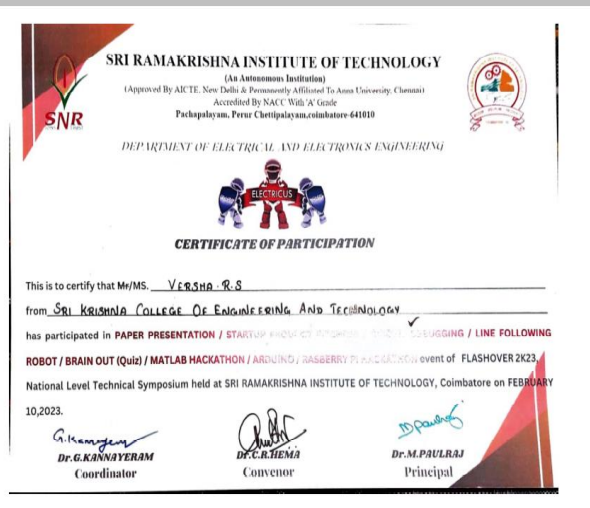 SRI RAMAKRISHNA INSTITUTE OF TECHNOLOGY
(An Autonomous Institution)
(Approved By AICTE, New Delhi & Permanently Affiliated To Anna University, Chennai)
Accredited By NACC With 'A' Grade
Pachapalayam, Perur Chettipalayam,coimbatore-641010
SNR
DEPARTMENT OF ELECTRICAL AND ELECTRONICS ENGINEERING
ELECTRICUS
CERTIFICATE OF PARTICIPATION
This is to certify that Mr/MS. VERSHA.R.S
from SRI KRISHNA COLLEGE OF ENGINEERING AND TECHNOLOGY
has participated in PAPER PRESENTATION / STARTUP DEBUGGING / LINE FOLLOWING
ROBOT / BRAIN OUT (Quiz) / MATLAB HACKATHON / ARDUINO / RASBERRY event of FLASHOVER 2K23,
National Level Technical Symposium held at SRI RAMAKRISHNA INSTITUTE OF TECHNOLOGY, Coimbatore on FEBRUARY
10,2023.
G.Kannayeram
M Paulraj
Dr.G.KANNAYERAM Dr.C.R.HEMA Dr.M.PAULRAJ
Coordinator Convenor Principal